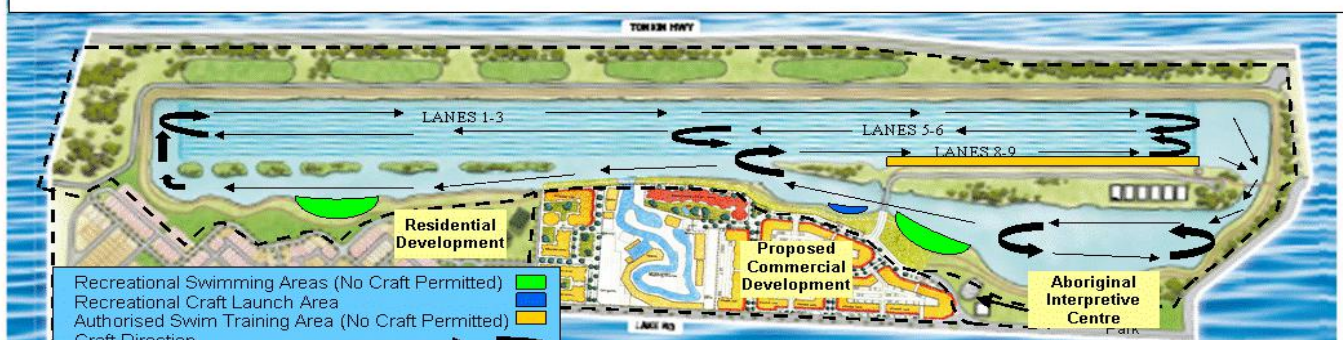 TONKIN HWY
LANES 1-3
LANES 5-6
LANES 8-9
Residential
Development
Proposed
Commercial
Development
Aboriginal
Interpretive
Centre
Park
Recreational Swimming Areas (No Craft Permitted)
Recreational Craft Launch Area
Authorised Swim Training Area (No Craft Permitted)
Craft Direction
LAKE RD